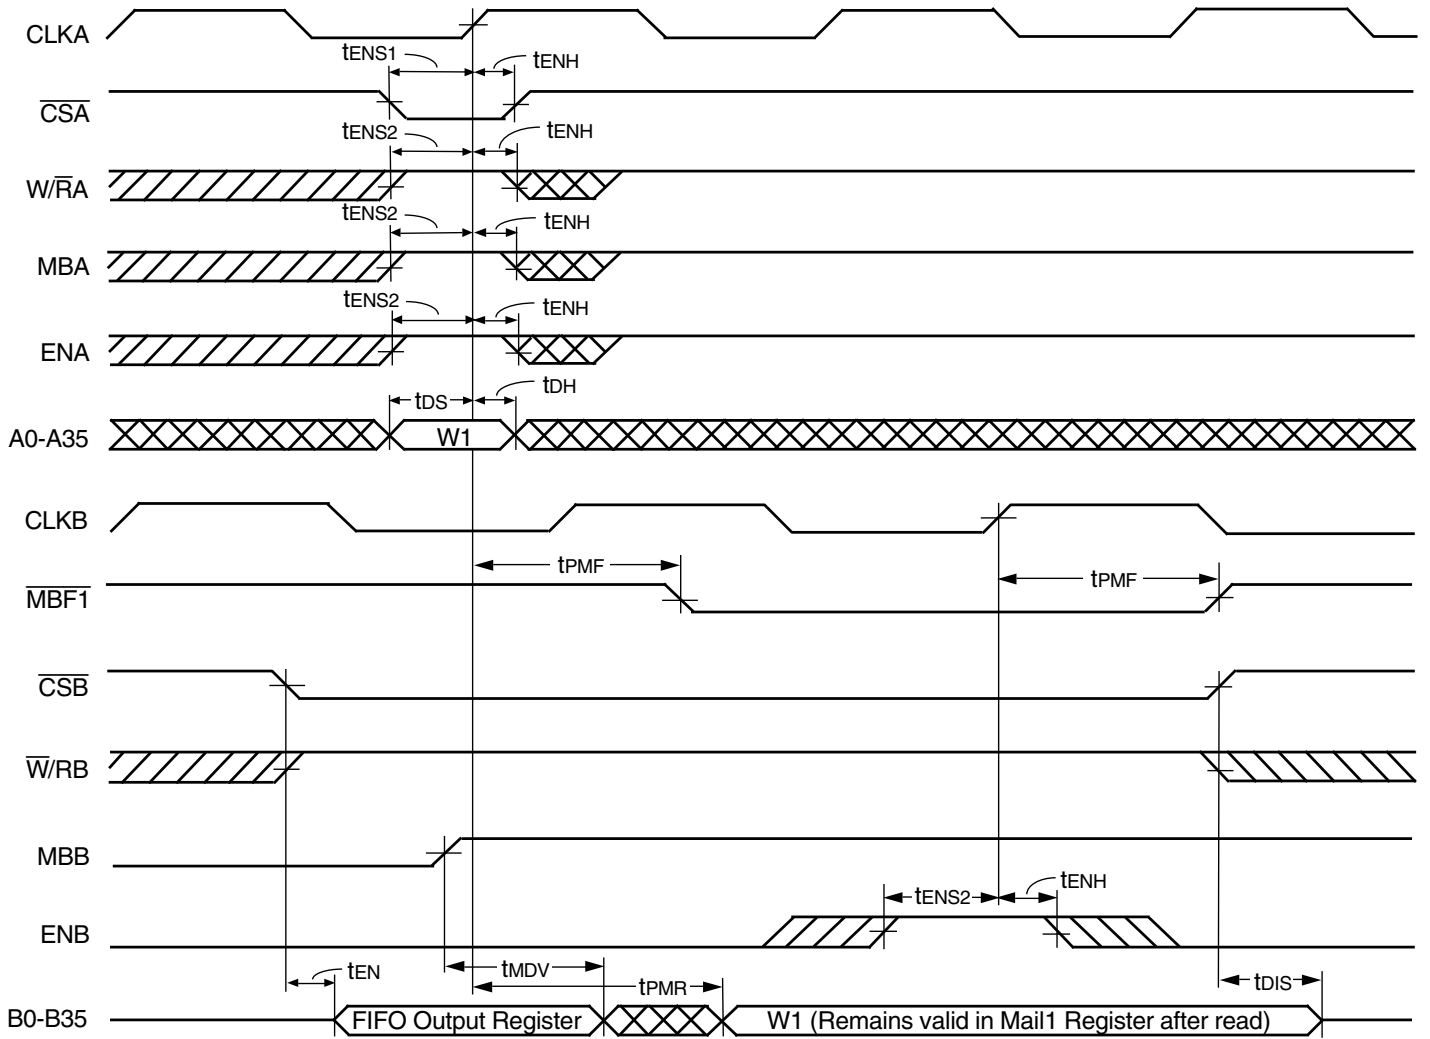 CLKA
tENS1
tENH
CSA
tENS2
tENH
W/RA
tENS2
tENH
MBA
tENS2
tENH
ENA
tDS
tDH
A0-A35
W1
CLKB
tPMF
tPMF
MBF1
CSB
W/RB
MBB
tENS2
tENH
ENB
tEN
tMDV
tPMR
tDIS
B0-B35
FIFO Output Register
W1 (Remains valid in Mail1 Register after read)